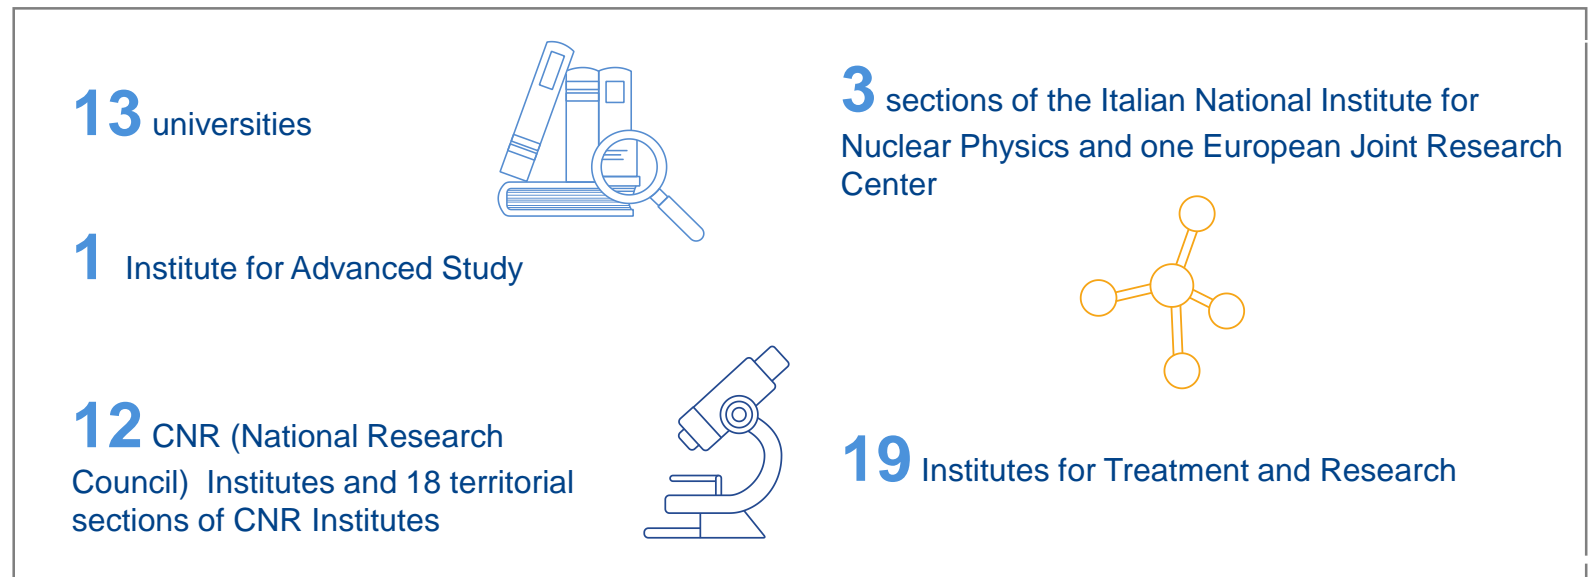 13 universities
1 Institute for Advanced Study
12 CNR (National Research
Council) Institutes and 18 territorial
sections of CNR Institutes
3 sections of the Italian National Institute for
Nuclear Physics and one European Joint Research
Center
19 Institutes for Treatment and Research